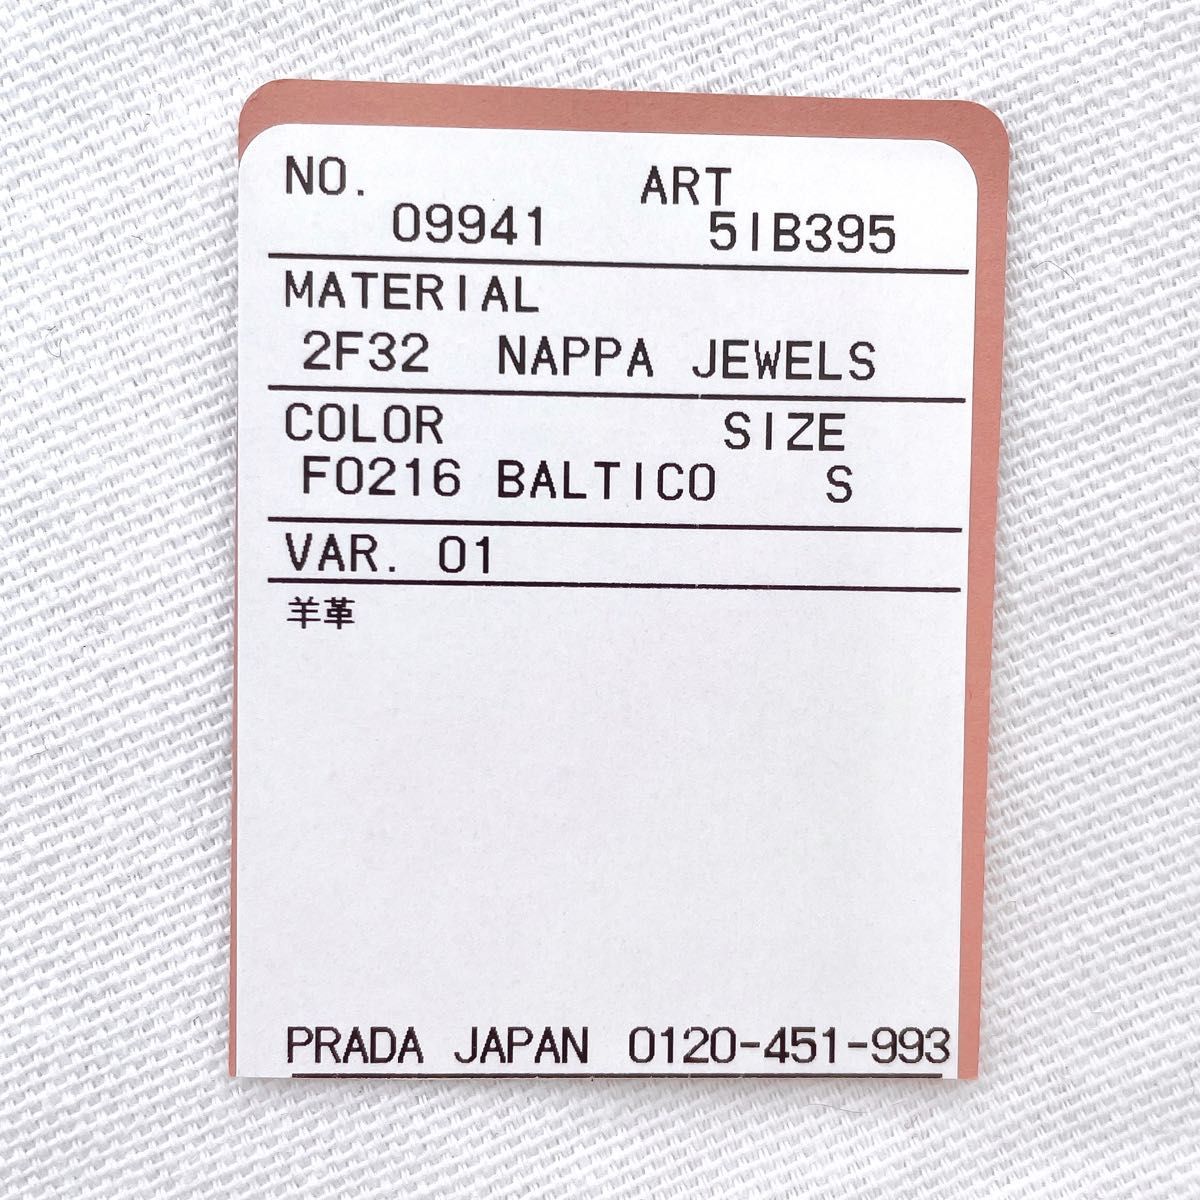 NO. ART
09941 5IB395
MATERIAL
2F32 NAPPA JEWELS
COLOR SIZE
F0216 BALTICO S
VAR. 01
羊革
PRADA JAPAN 0120-451-993